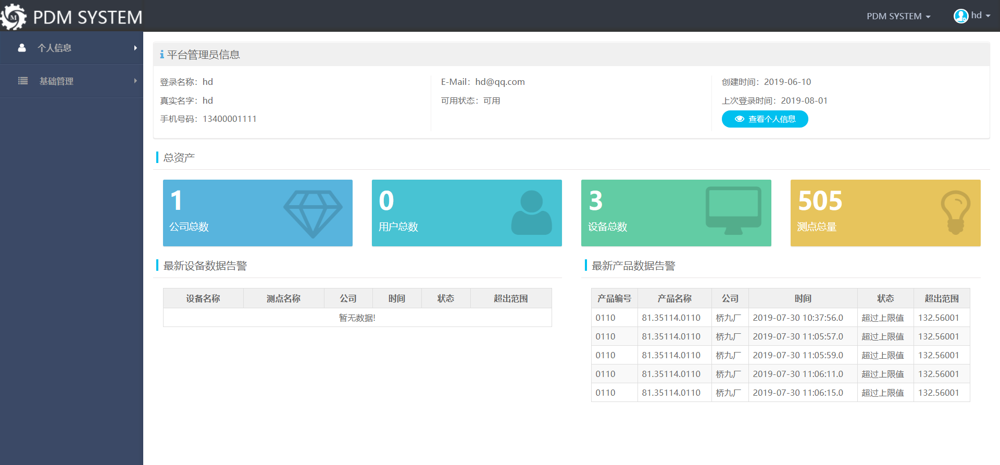 M PDM SYSTEM
PDM SYSTEM hd
个人信息
基础管理
平台管理员信息
登录名称：hd
真实名字：hd
手机号码：13400001111
E-Mail：hd@qq.com
可用状态：可用
创建时间：2019-06-10
上次登录时间：2019-08-01
查看个人信息
总资产
1
公司总数
0
用户总数
3
设备总数
505
测点总量
最新设备数据告警
设备名称 测点名称 公司 时间 状态 超出范围
暂无数据!
最新产品数据告警
产品编号 产品名称 公司 时间 状态 超出范围
0110 81.35114.0110 桥九厂 2019-07-30 10:37:56.0 超过上限值 132.56001
0110 81.35114.0110 桥九厂 2019-07-30 11:05:57.0 超过上限值 132.56001
0110 81.35114.0110 桥九厂 2019-07-30 11:05:59.0 超过上限值 132.56001
0110 81.35114.0110 桥九厂 2019-07-30 11:06:11.0 超过上限值 132.56001
0110 81.35114.0110 桥九厂 2019-07-30 11:06:15.0 超过上限值 132.56001